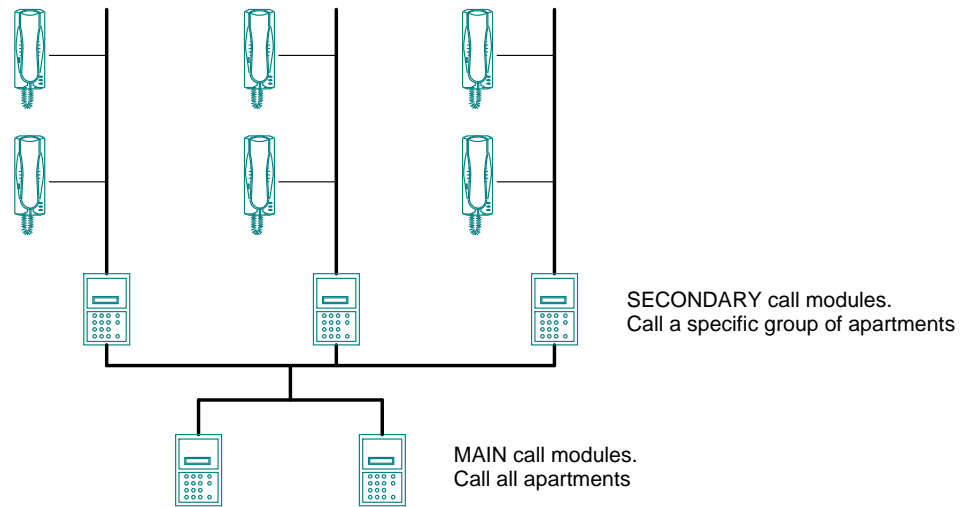 SECONDARY call modules.
Call a specific group of apartments
MAIN call modules.
Call all apartments